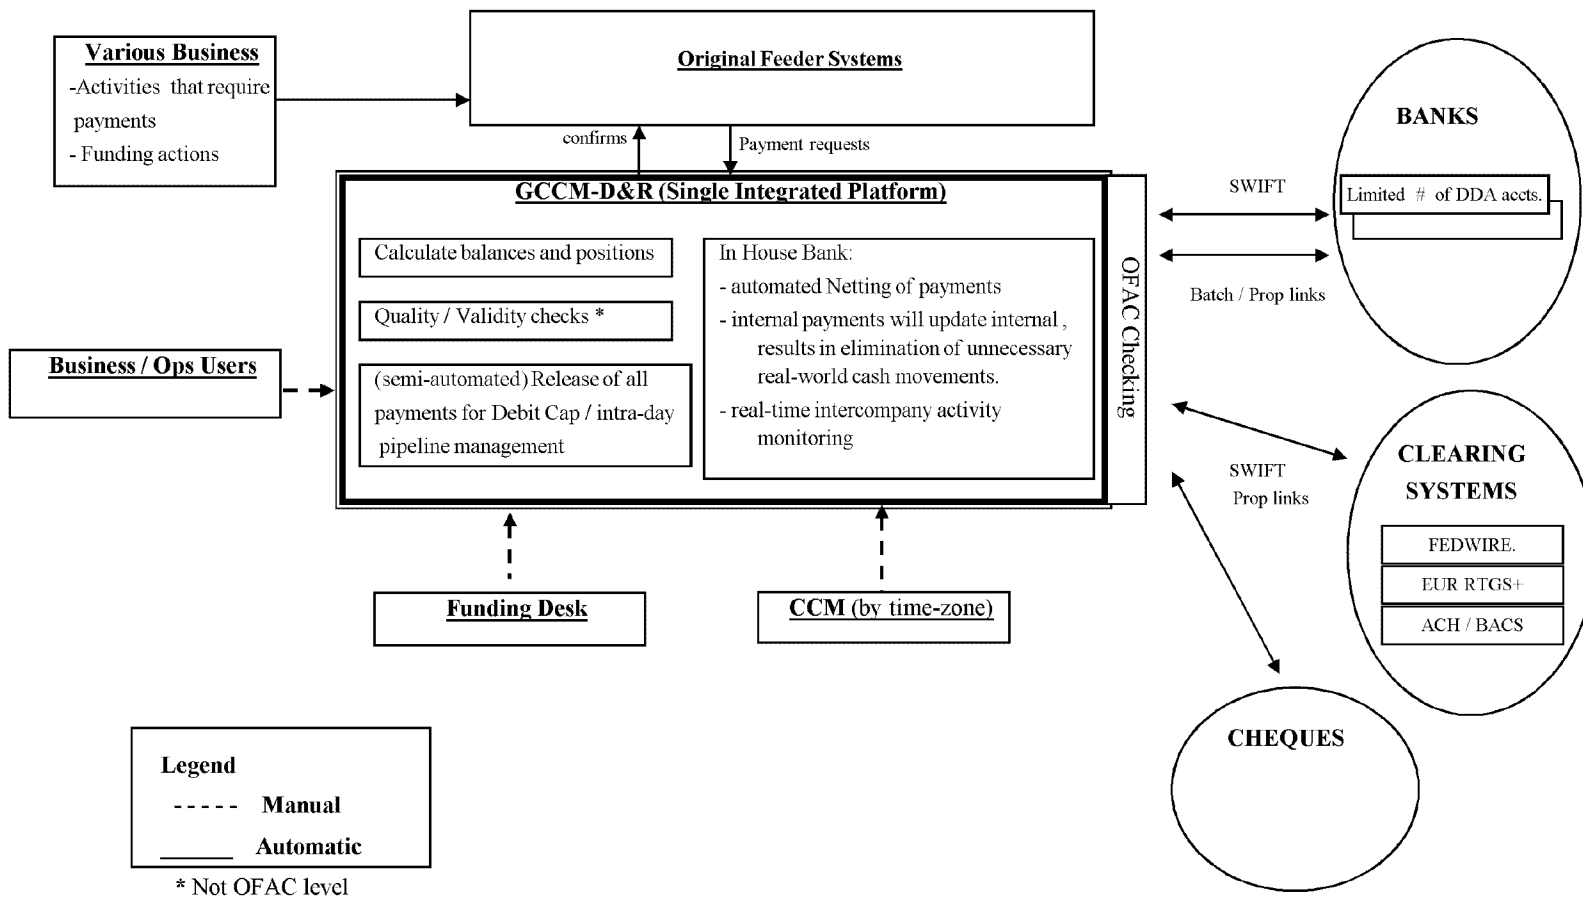 Various Business
-Activities that require
payments
- Funding actions
Original Feeder Systems
confirms
Payment requests
GCCM-D&R (Single Integrated Platform)
Calculate balances and positions
Quality / Validity checks *
(semi-automated) Release of all
payments for Debit Cap / intra-day
pipeline management
In House Bank:
- automated Netting of payments
- internal payments will update internal ,
results in elimination of unnecessary
real-world cash movements.
- real-time intercompany activity
monitoring
OFAC Checking
Business / Ops Users
Funding Desk
CCM (by time-zone)
SWIFT
Batch / Prop links
BANKS
Limited # of DDA accts.
SWIFT
Prop links
CLEARING
SYSTEMS
FEDWIRE.
EUR RTGS+
ACH / BACS
CHEQUES
Legend
Manual
Automatic
* Not OFAC level